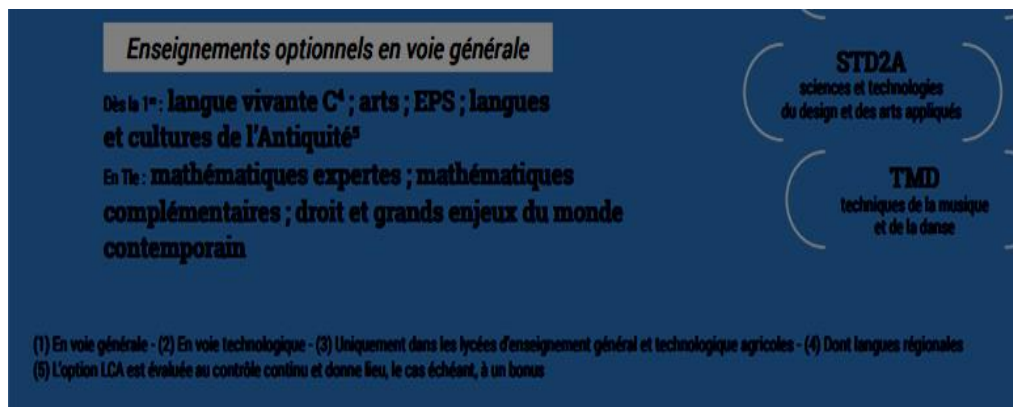 Enseignements optionnels en voie générale
Dès la 1re : langue vivante C4 ; arts ; EPS ; langues
et cultures de l'Antiquité5
En Tle : mathématiques expertes ; mathématiques
complémentaires ; droit et grands enjeux du monde
contemporain
STD2A
sciences et technologies
du design et des arts appliqués
TMD
techniques de la musique
et de la danse
(1) En voie générale - (2) En voie technologique - (3) Uniquement dans les lycées d'enseignement général et technologique agricoles - (4) Dont langues régionales
(5) L'option LCA est évaluée au contrôle continu et donne lieu, le cas échéant, à un bonus